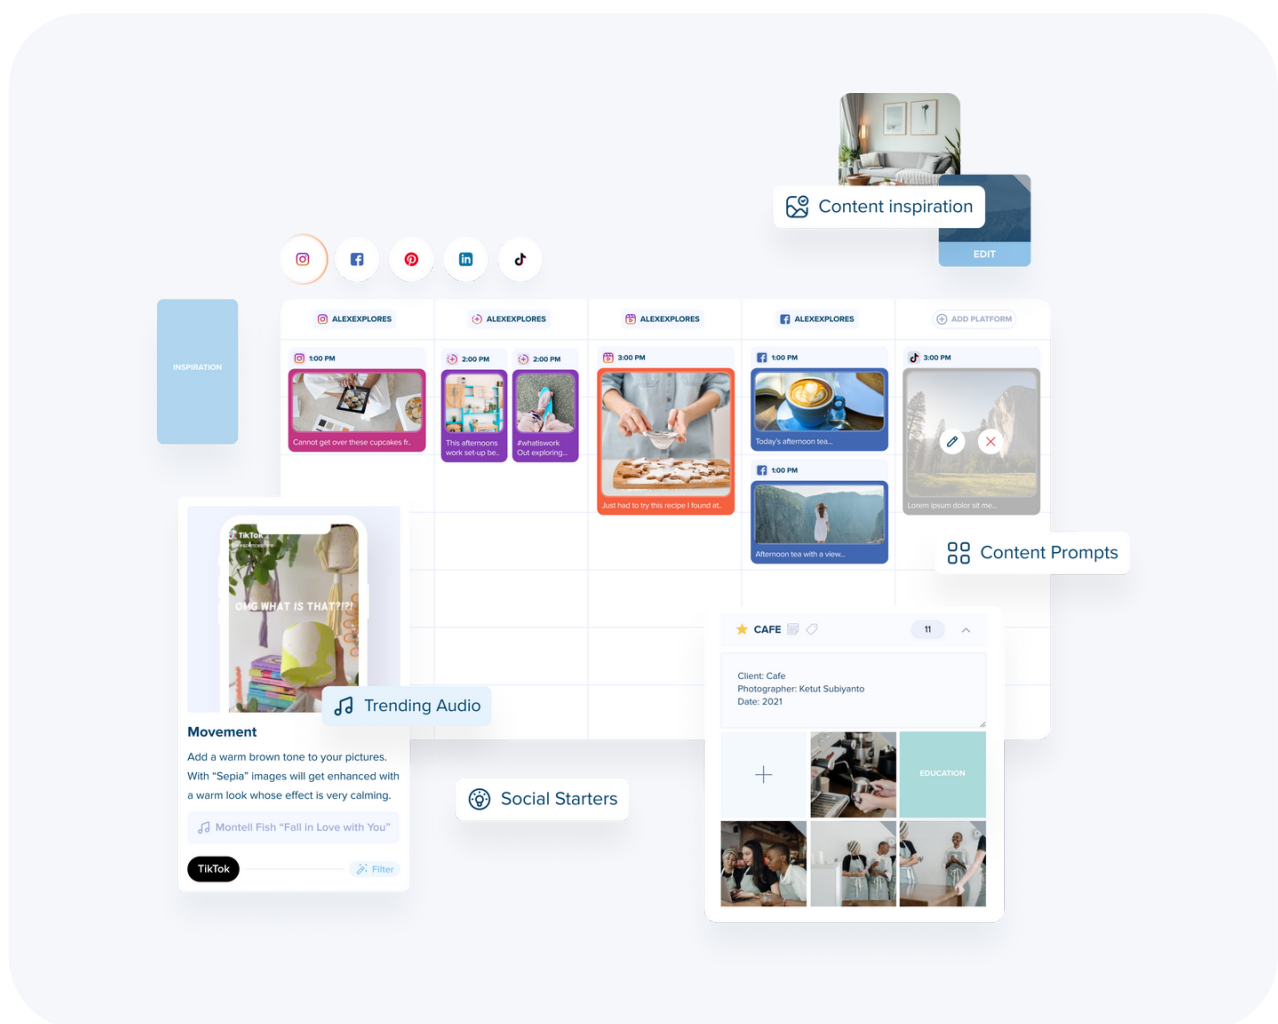 Content inspiration
EDIT
INSPIRATION
ALEXEXPLORES
ALEXEXPLORES
ALEXEXPLORES
ALEXEXPLORES
ADD PLATFORM
1:00 PM
Cannot get over these cupcakes fr..
2:00 PM
This afternoons
work set-up be..
2:00 PM
#whatiswork
Out exploring...
3:00 PM
Just had to try this recipe I found at..
1:00 PM
Today's afternoon tea...
1:00 PM
Afternoon tea with a view...
3:00 PM
Lorem ipsum dolor sit me...
Content Prompts
TikTok
OMG WHAT IS THAT?!?!
Trending Audio
Movement
Add a warm brown tone to your pictures.
With “Sepia” images will get enhanced with
a warm look whose effect is very calming.
Montell Fish “Fall in Love with You”
TikTok
Filter
Social Starters
CAFE
11
Client: Cafe
Photographer: Ketut Subiyanto
Date: 2021
EDUCATION